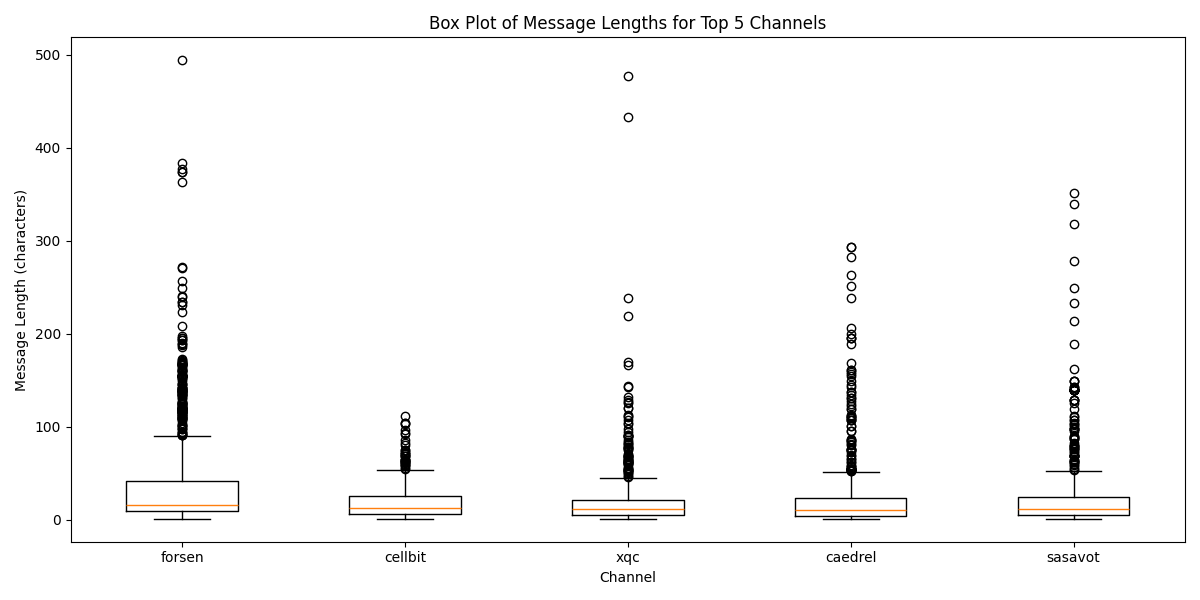 Box Plot of Message Lengths for Top 5 Channels
500
400
300
200
100
0
Message Length (characters)
forsen cellbit xqc caedrel sasavot
Channel